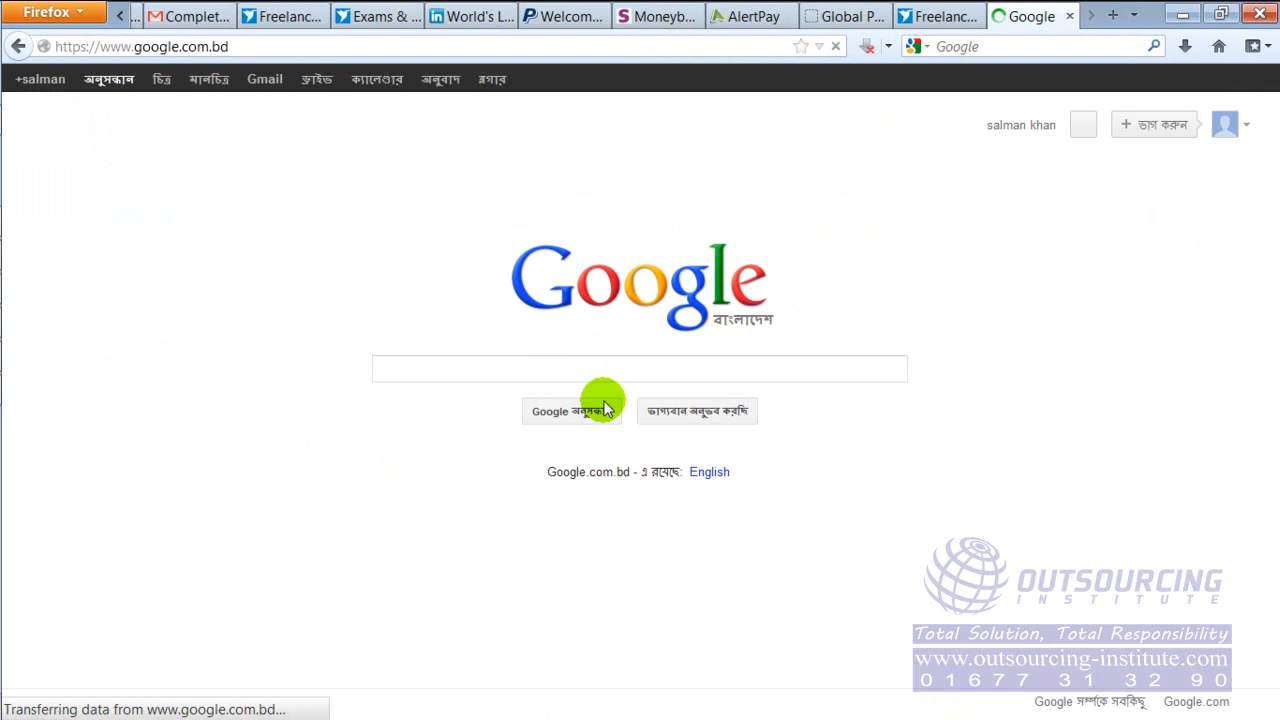 Firefox
Complet... Freelanc... Exams & ... World's L... Welcom... Moneyb... AlertPay Global P... Freelanc... Google
https://www.google.com.bd Google
+salman অনুসন্ধান চিত্র মানচিত্র Gmail ড্রাইভ ক্যালেণ্ডার অনুবাদ ব্লগার
salman khan + ভাগ করুন
Google
বাংলাদেশ
Google অনুসন্ধান ভাগ্যবান অনুভব করছি
Google.com.bd - এ রয়েছে: English
OUTSOURCING
INSTITUTE
Total Solution, Total Responsibility
www.outsourcing-institute.com
01677 31 32 90
Google সম্পর্কে সবকিছু Google.com
Transferring data from www.google.com.bd...